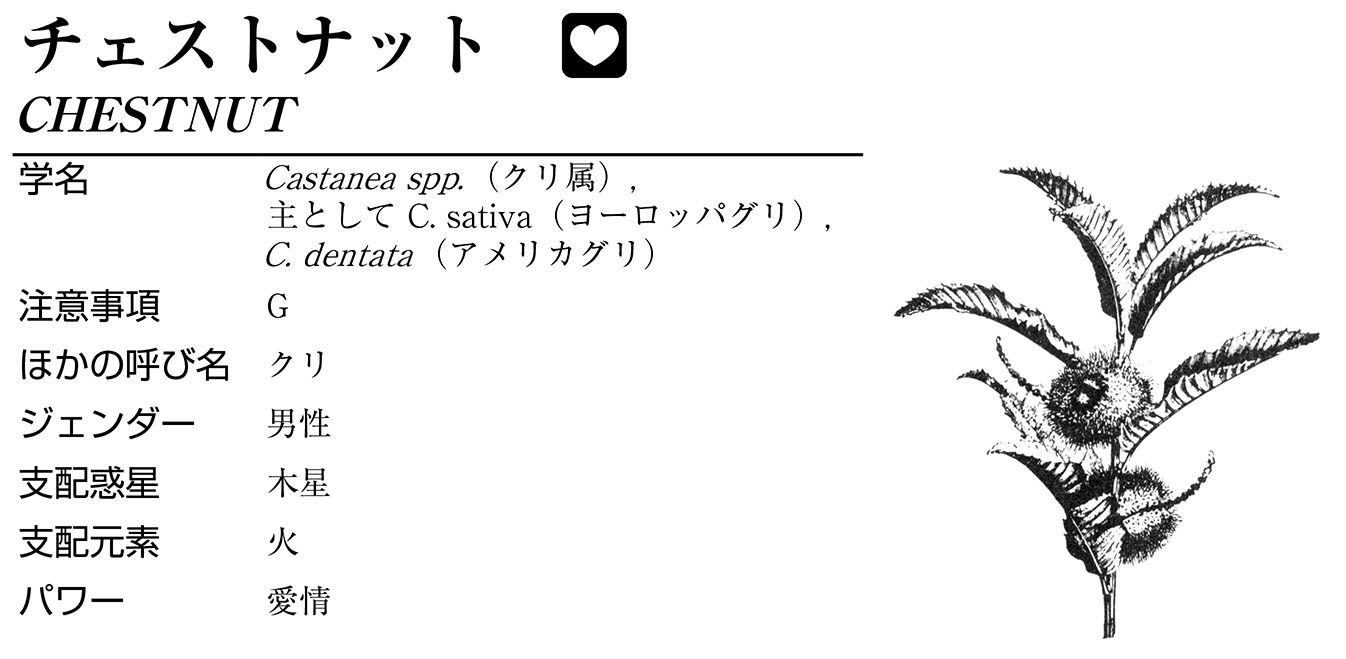 チェストナット
CHESTNUT
学名 Castanea spp.（クリ属）,
主として C. sativa（ヨーロッパグリ）,
C. dentata（アメリカグリ）
注意事項 G
ほかの呼び名 クリ
ジェンダー 男性
支配惑星 木星
支配元素 火
パワー 愛情